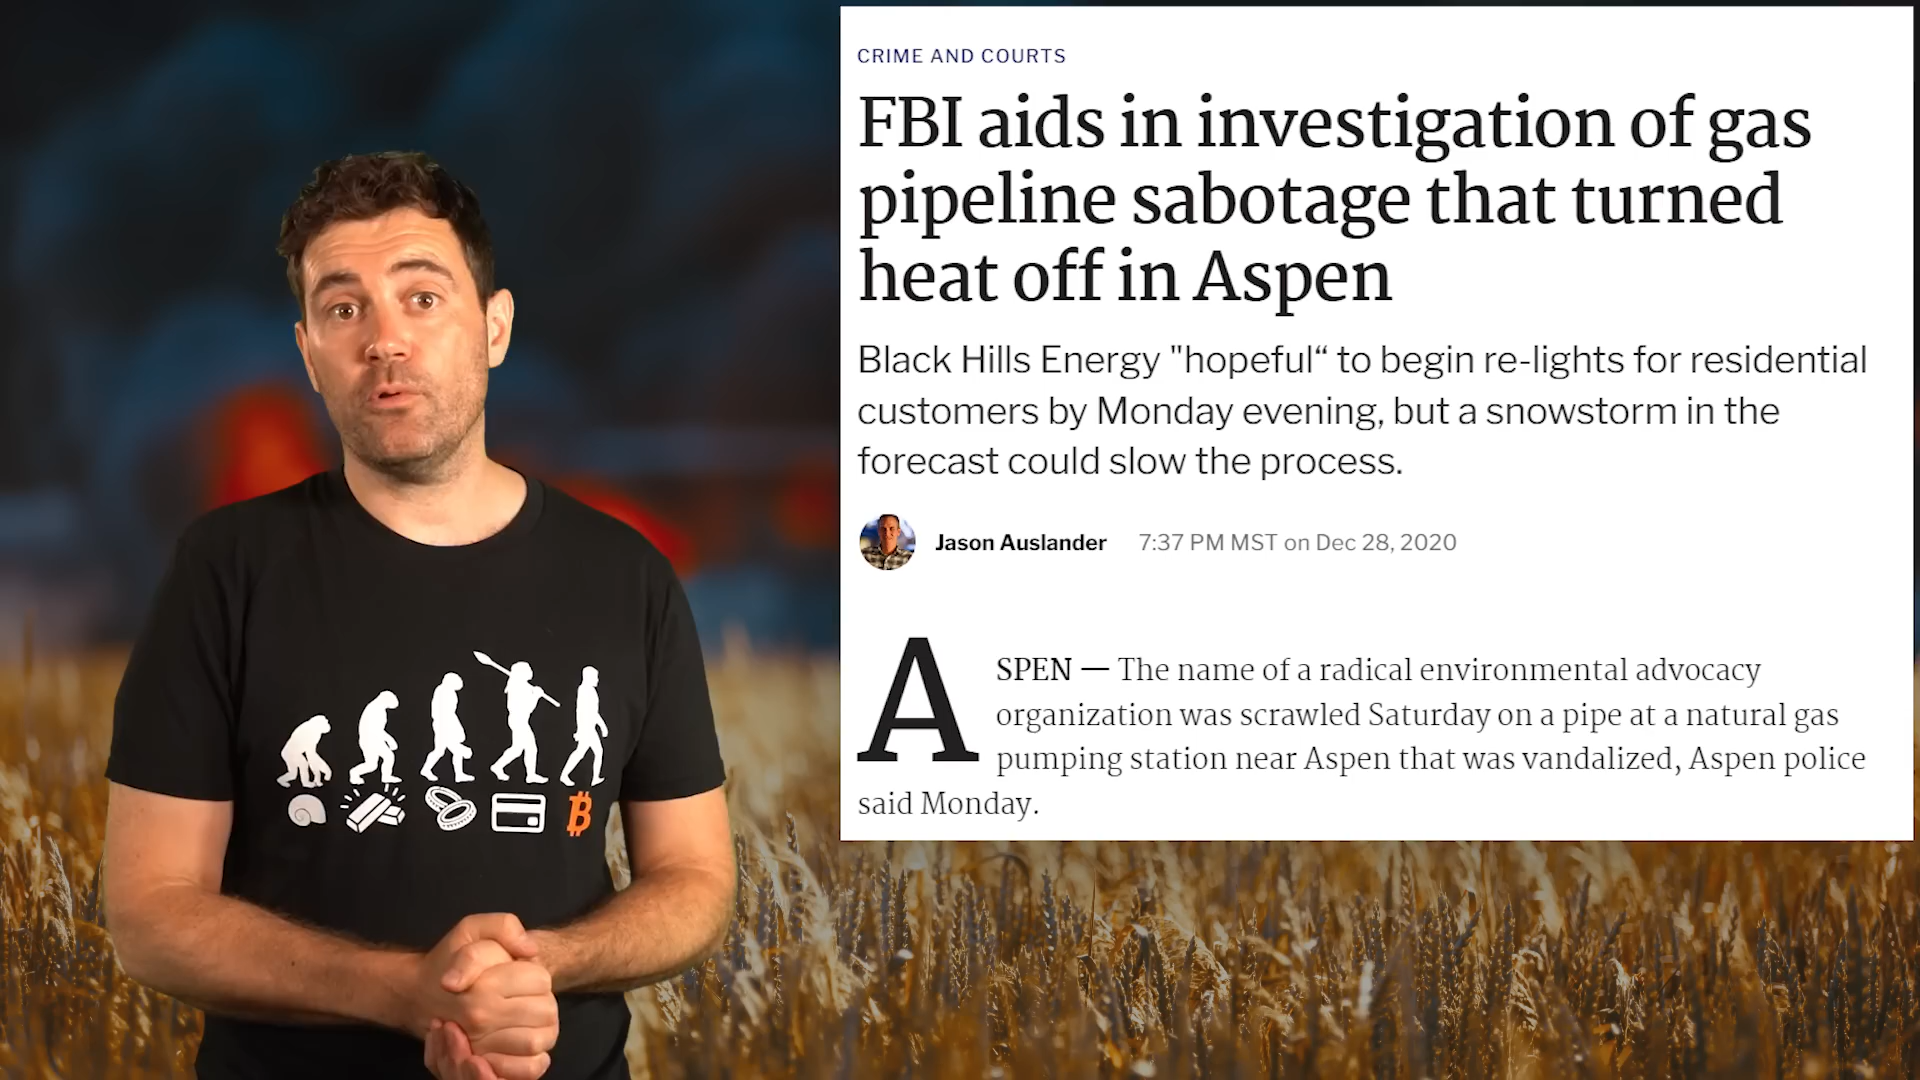 CRIME AND COURTS
FBI aids in investigation of gas
pipeline sabotage that turned
heat off in Aspen
Black Hills Energy "hopeful“ to begin re-lights for residential
customers by Monday evening, but a snowstorm in the
forecast could slow the process.
Jason Auslander 7:37 PM MST on Dec 28, 2020
ASPEN — The name of a radical environmental advocacy
organization was scrawled Saturday on a pipe at a natural gas
pumping station near Aspen that was vandalized, Aspen police
said Monday.